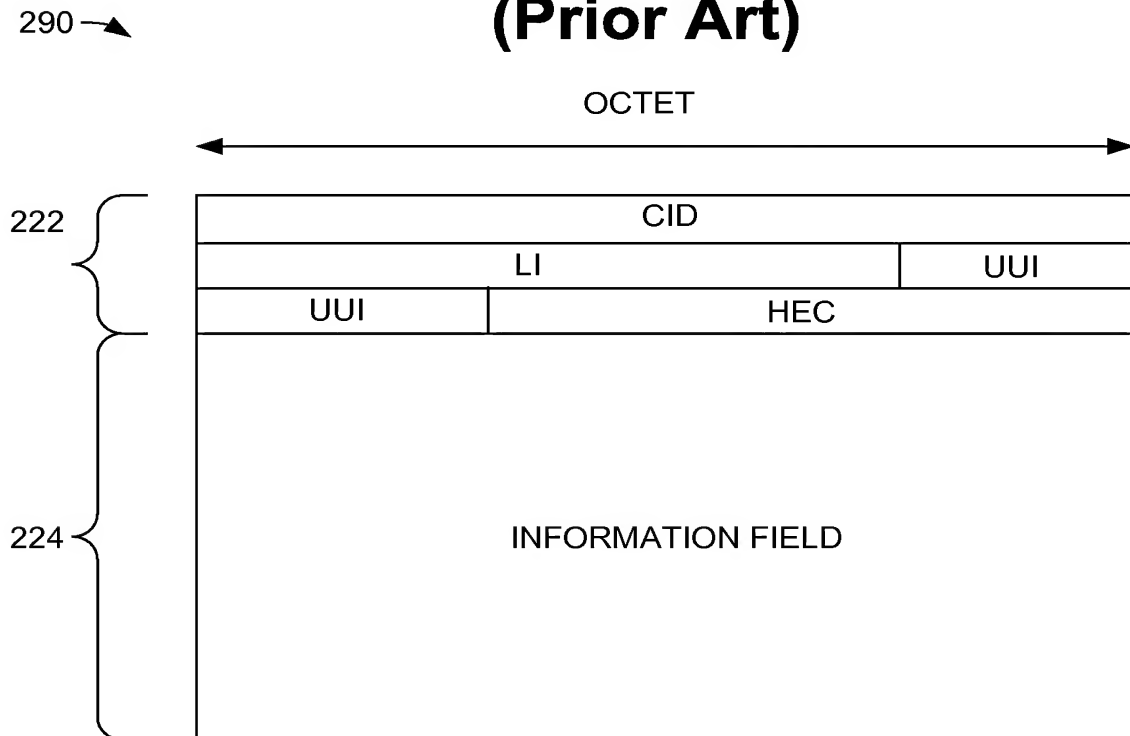 290
(Prior Art)
OCTET
222
CID
LI UUI
UUI HEC
224
INFORMATION FIELD